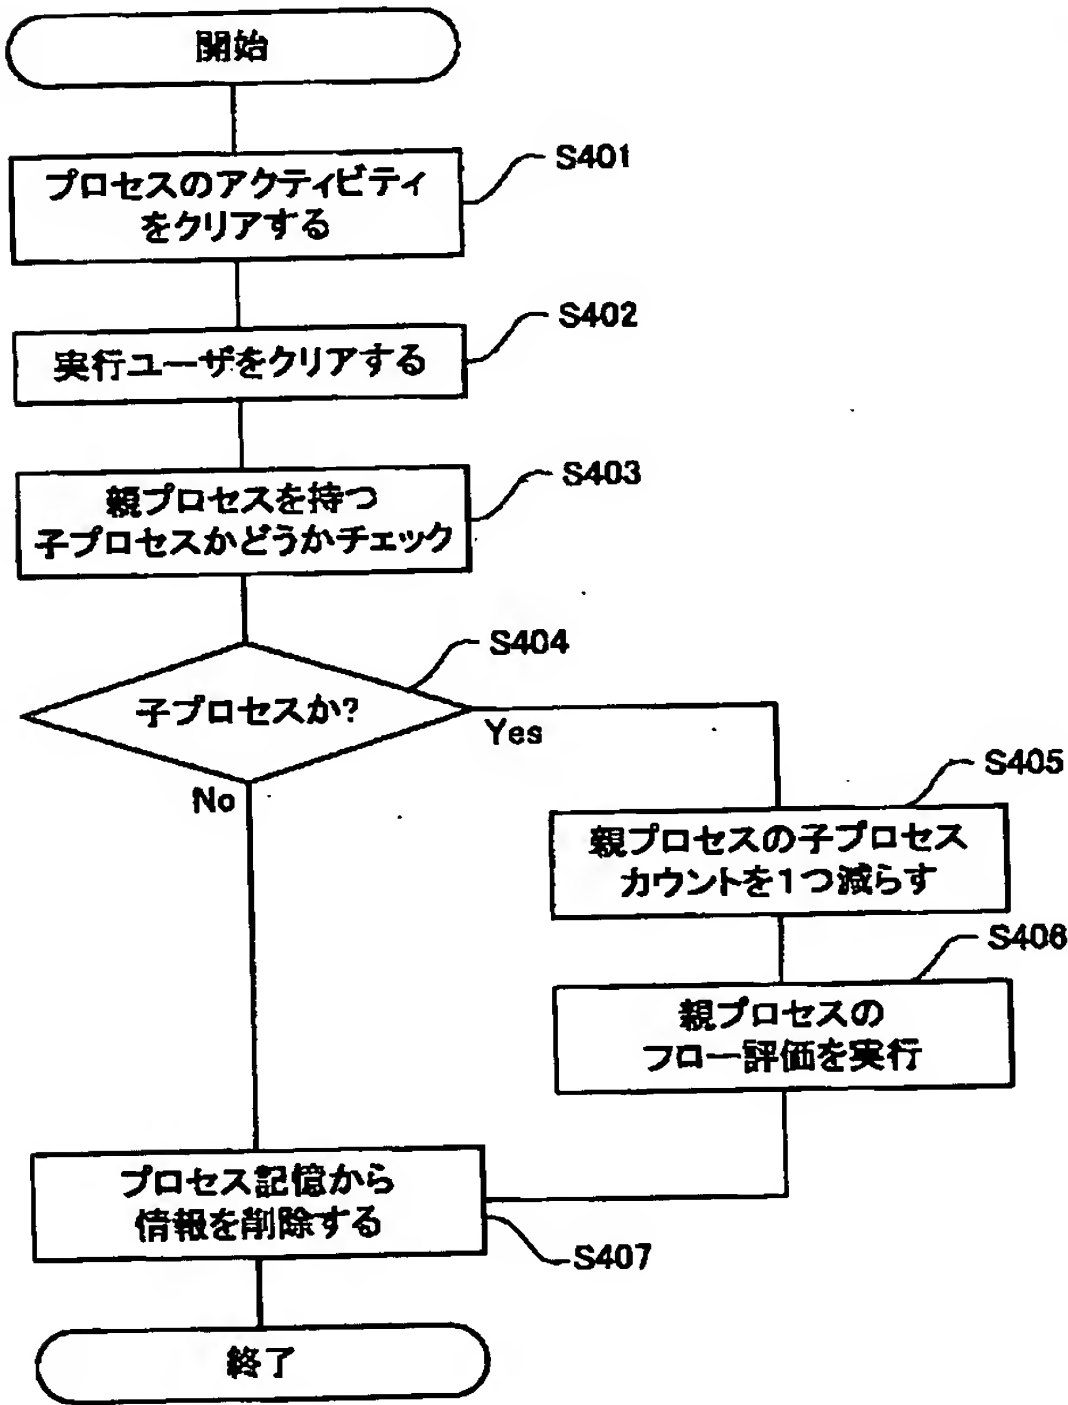 開始
S401
プロセスのアクティビティ
をクリアする
S402
実行ユーザをクリアする
S403
親プロセスを持つ
子プロセスかどうかチェック
S404
子プロセスか?
Yes
No
S405
親プロセスの子プロセス
カウントを1つ減らす
S406
親プロセスの
フロー評価を実行
プロセス記憶から
情報を削除する
S407
終了